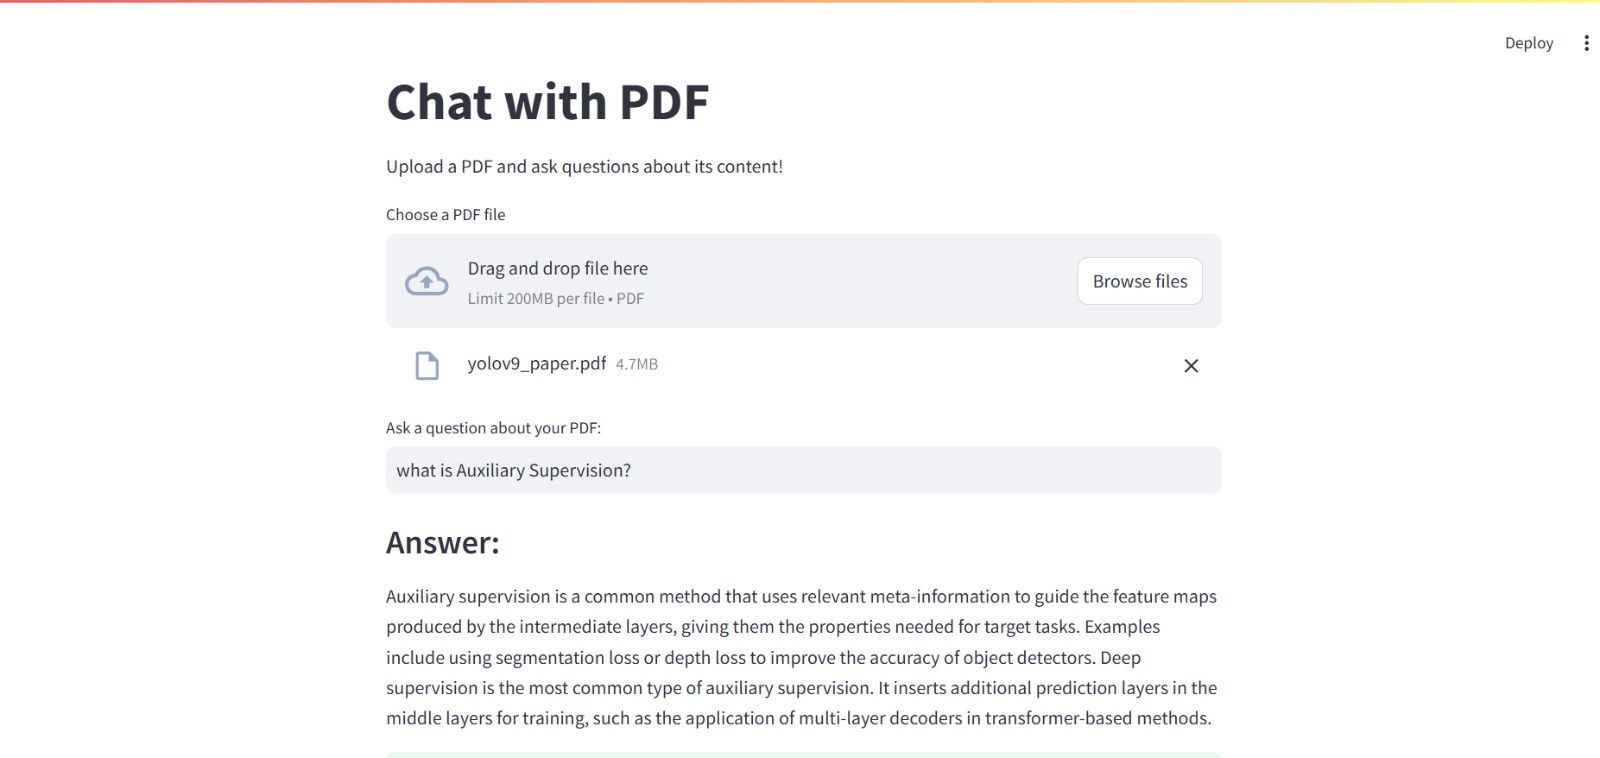 Deploy
Chat with PDF
Upload a PDF and ask questions about its content!
Choose a PDF file
Drag and drop file here
Limit 200MB per file • PDF
Browse files
yolov9_paper.pdf 4.7MB
Ask a question about your PDF:
what is Auxiliary Supervision?
Answer:
Auxiliary supervision is a common method that uses relevant meta-information to guide the feature maps
produced by the intermediate layers, giving them the properties needed for target tasks. Examples
include using segmentation loss or depth loss to improve the accuracy of object detectors. Deep
supervision is the most common type of auxiliary supervision. It inserts additional prediction layers in the
middle layers for training, such as the application of multi-layer decoders in transformer-based methods.